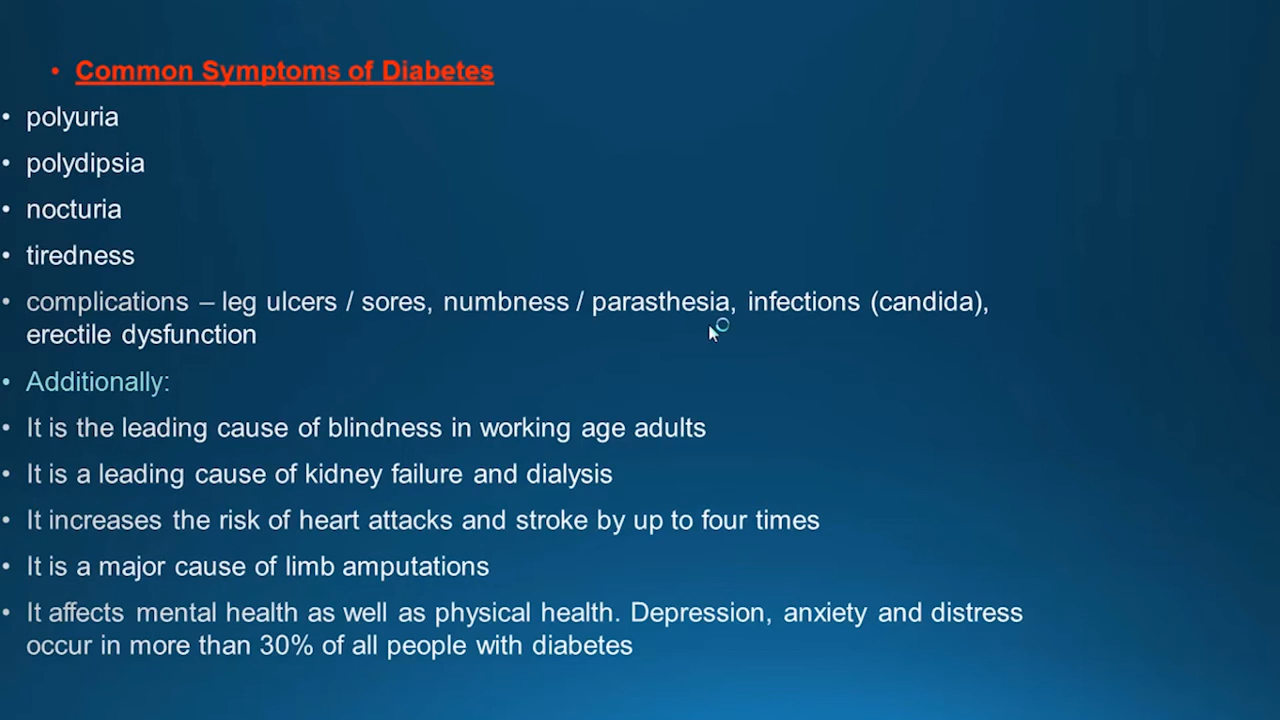 • Common Symptoms of Diabetes
• polyuria
• polydipsia
• nocturia
• tiredness
• complications – leg ulcers / sores, numbness / parasthesia, infections (candida),
erectile dysfunction
• Additionally:
• It is the leading cause of blindness in working age adults
• It is a leading cause of kidney failure and dialysis
• It increases the risk of heart attacks and stroke by up to four times
• It is a major cause of limb amputations
• It affects mental health as well as physical health. Depression, anxiety and distress
occur in more than 30% of all people with diabetes